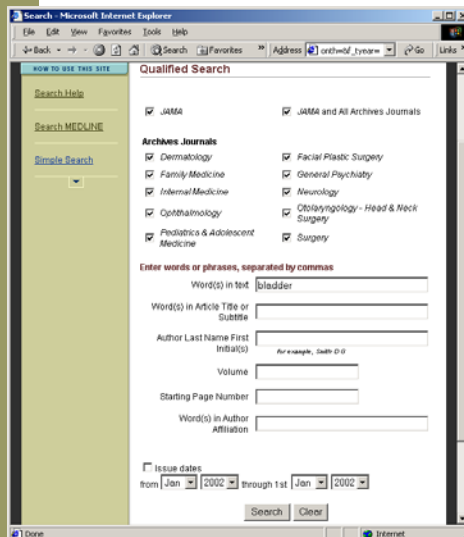 Search - Microsoft Internet Explorer
File Edit View Favorites Tools Help
Back Search Favorites » Address Go Links »
HOW TO USE THIS SITE
Search Help
Search MEDLINE
Simple Search
Qualified Search
JAMA JAMA and All Archives Journals
Archives Journals
Dermatology Facial Plastic Surgery
Family Medicine General Psychiatry
Internal Medicine Neurology
Ophthalmology Otolaryngology - Head & Neck Surgery
Pediatrics & Adolescent Medicine Surgery
Enter words or phrases, separated by commas
Word(s) in text bladder
Word(s) in Article Title or Subtitle
Author Last Name First Initial(s)
for example, Smith D G
Volume
Starting Page Number
Word(s) in Author Affiliation
Issue dates
from Jan 2002 through 1st Jan 2002
Search Clear
Done Internet